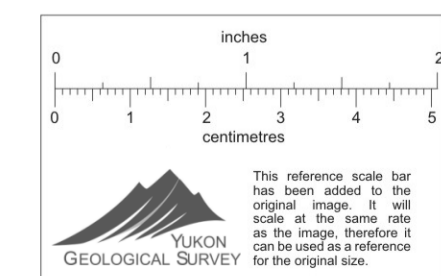 inches
0 1 2
0 1 2 3 4 5
centimetres
YUKON
GEOLOGICAL SURVEY
This reference scale bar
has been added to the
original image. It will
scale at the same rate
as the image, therefore it
can be used as a reference
for the original size.